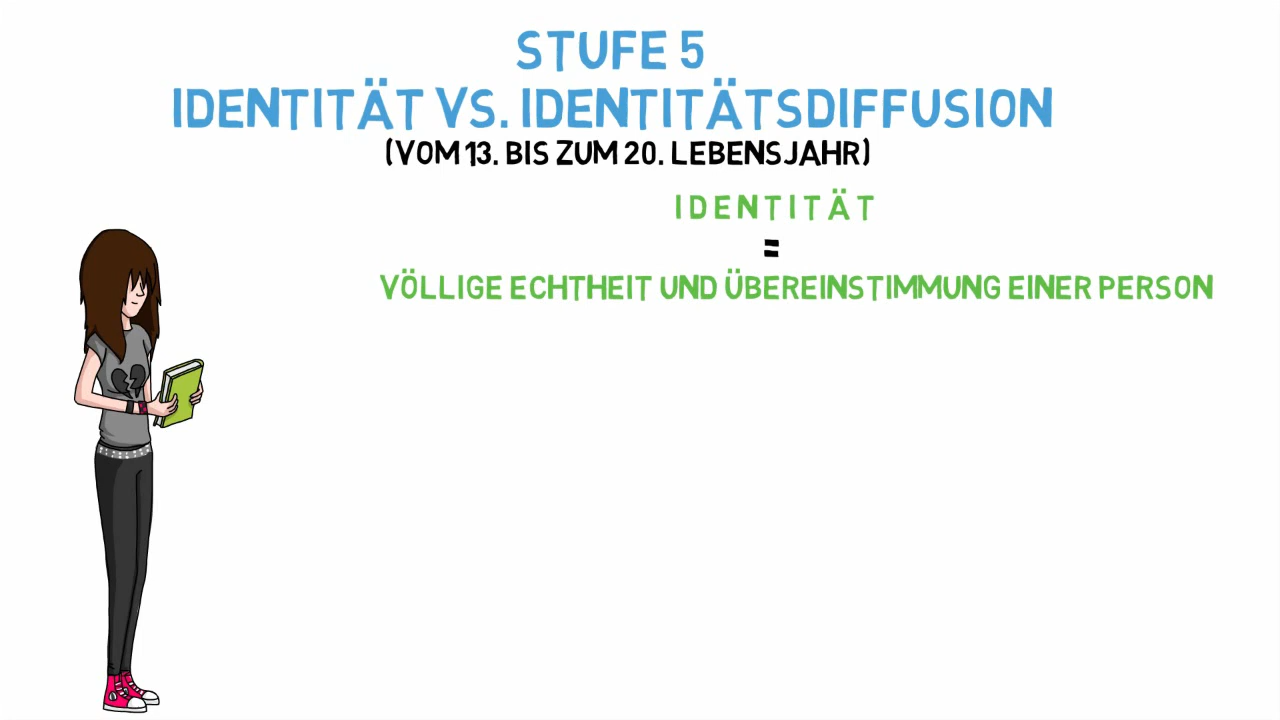 STUFE 5
IDENTITÄT VS. IDENTITÄTSDIFFUSION
(VOM 13. BIS ZUM 20. LEBENSJAHR)
IDENTITÄT
=
VÖLLIGE ECHTHEIT UND ÜBEREINSTIMMUNG EINER PERSON